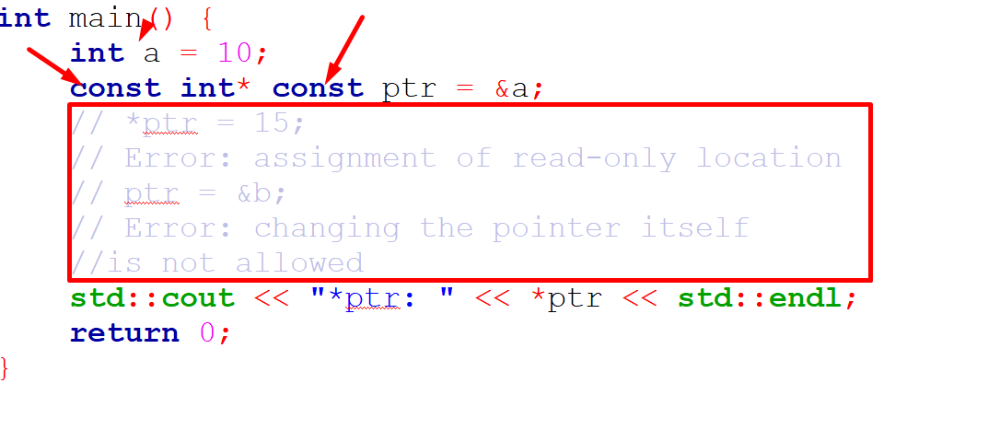 int main() {
int a = 10;
const int* const ptr = &a;
// *ptr = 15;
// Error: assignment of read-only location
// ptr = &b;
// Error: changing the pointer itself
//is not allowed
std::cout << "*ptr: " << *ptr << std::endl;
return 0;
}